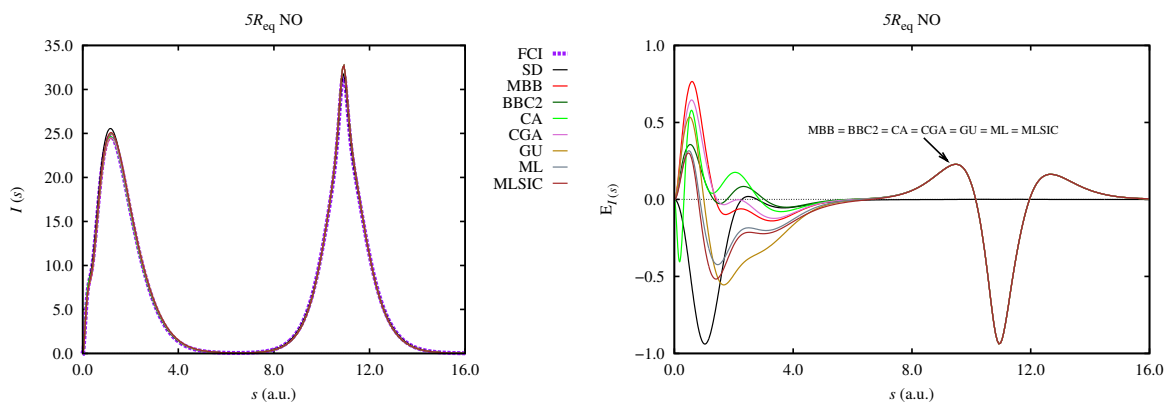 5R_eq NO
35.0
30.0
25.0
20.0
15.0
10.0
5.0
0.0
I (s)
0.0 4.0 8.0 12.0 16.0
s (a.u.)
FCI
SD
MBB
BBC2
CA
CGA
GU
ML
MLSIC
5R_eq NO
1.0
0.5
0.0
−0.5
−1.0
E_I (s)
MBB = BBC2 = CA = CGA = GU = ML = MLSIC
0.0 4.0 8.0 12.0 16.0
s (a.u.)